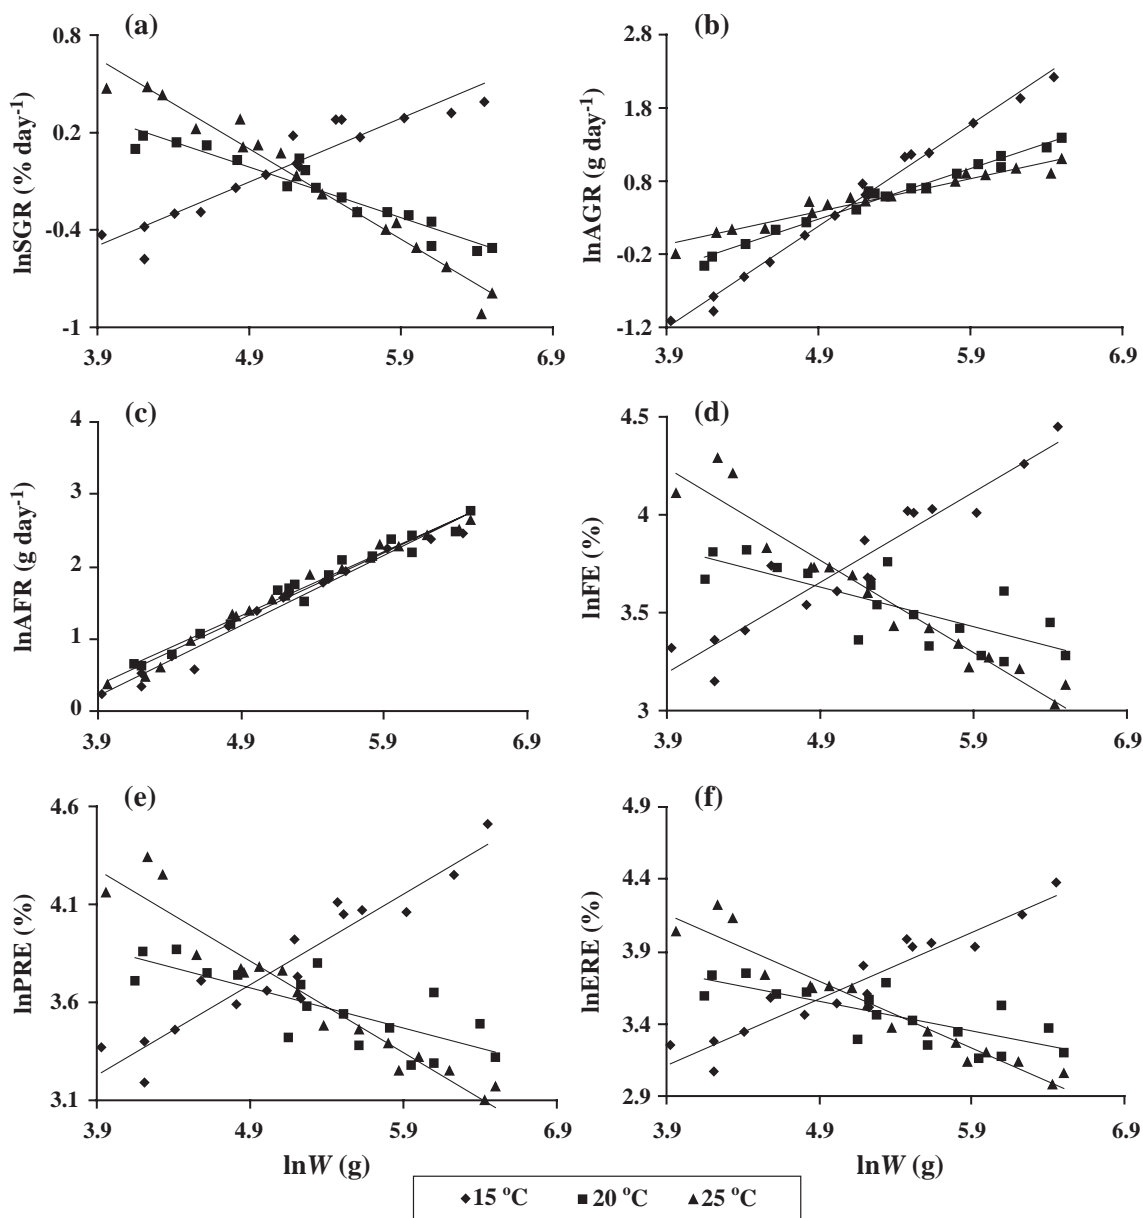 (a)
0.8
0.2
-0.4
-1
lnSGR (% day-1)
3.9 4.9 5.9 6.9
(b)
2.8
1.8
0.8
-0.2
-1.2
lnAGR (g day-1)
3.9 4.9 5.9 6.9
(c)
4
3
2
1
0
lnAFR (g day-1)
3.9 4.9 5.9 6.9
(d)
4.5
4
3.5
3
lnFE (%)
3.9 4.9 5.9 6.9
(e)
4.6
4.1
3.6
3.1
lnPRE (%)
3.9 4.9 5.9 6.9
lnW (g)
(f)
4.9
4.4
3.9
3.4
2.9
lnERE (%)
3.9 4.9 5.9 6.9
lnW (g)
15 ºC 20 ºC 25 ºC